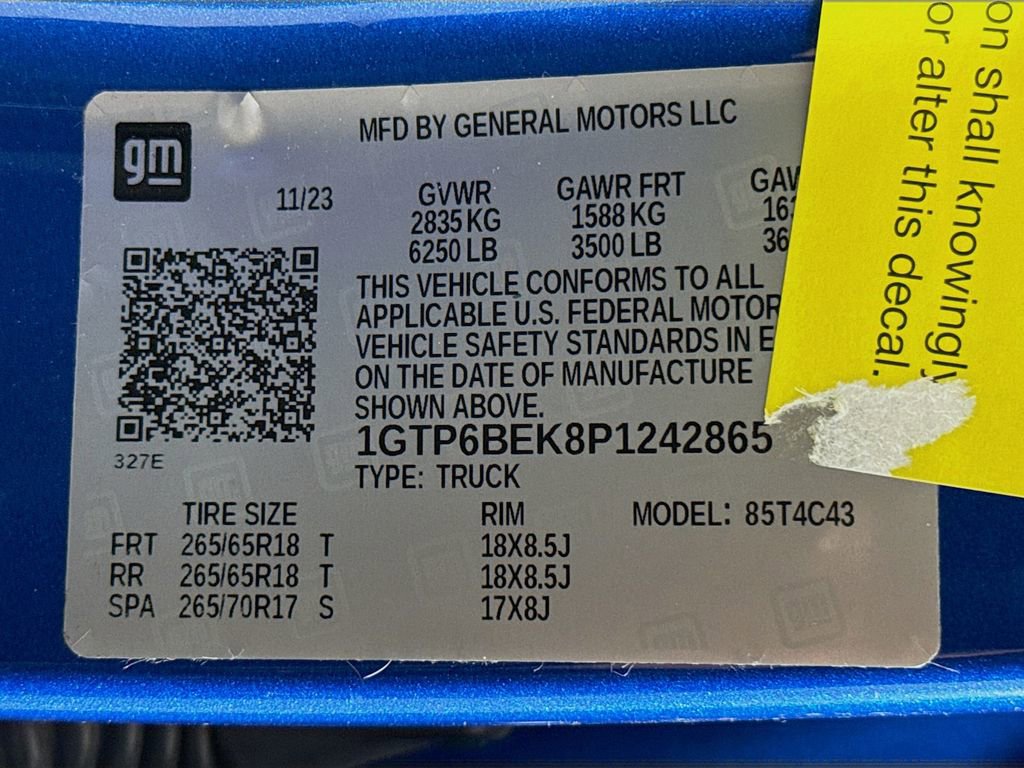 gm
MFD BY GENERAL MOTORS LLC
11/23
GVWR GAWR FRT
2835 KG 1588 KG
6250 LB 3500 LB
THIS VEHICLE CONFORMS TO ALL
APPLICABLE U.S. FEDERAL MOTOR
VEHICLE SAFETY STANDARDS IN
ON THE DATE OF MANUFACTURE
SHOWN ABOVE.
1GTP6BEK8P1242865
TYPE: TRUCK
327E
TIRE SIZE RIM MODEL: 85T4C43
FRT 265/65R18 T 18X8.5J
RR 265/65R18 T 18X8.5J
SPA 265/70R17 S 17X8J
on shall knowingly
or alter this decal.